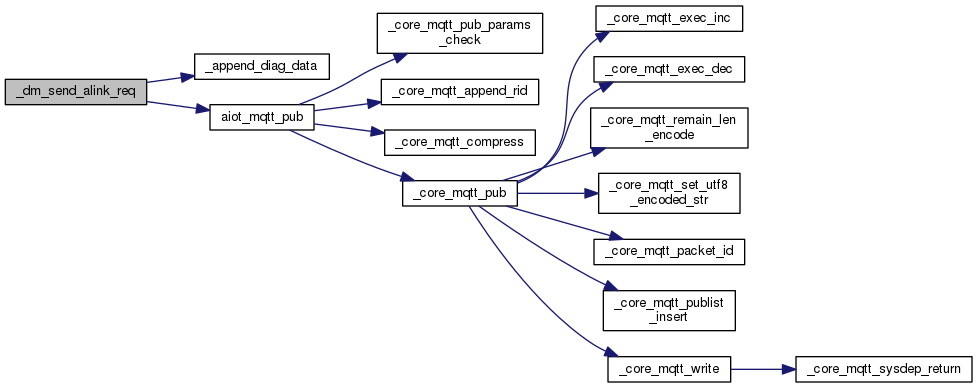 _dm_send_alink_req
_append_diag_data
aiot_mqtt_pub
_core_mqtt_pub_params
_check
_core_mqtt_append_rid
_core_mqtt_compress
_core_mqtt_pub
_core_mqtt_exec_inc
_core_mqtt_exec_dec
_core_mqtt_remain_len
_encode
_core_mqtt_set_utf8
_encoded_str
_core_mqtt_packet_id
_core_mqtt_publist
_insert
_core_mqtt_write
_core_mqtt_sysdep_return